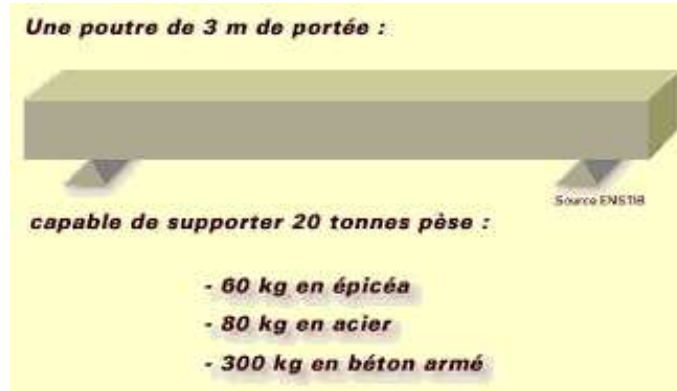 Une poutre de 3 m de portée :
Source ENSTIB
capable de supporter 20 tonnes pèse :
- 60 kg en épicéa
- 80 kg en acier
- 300 kg en béton armé